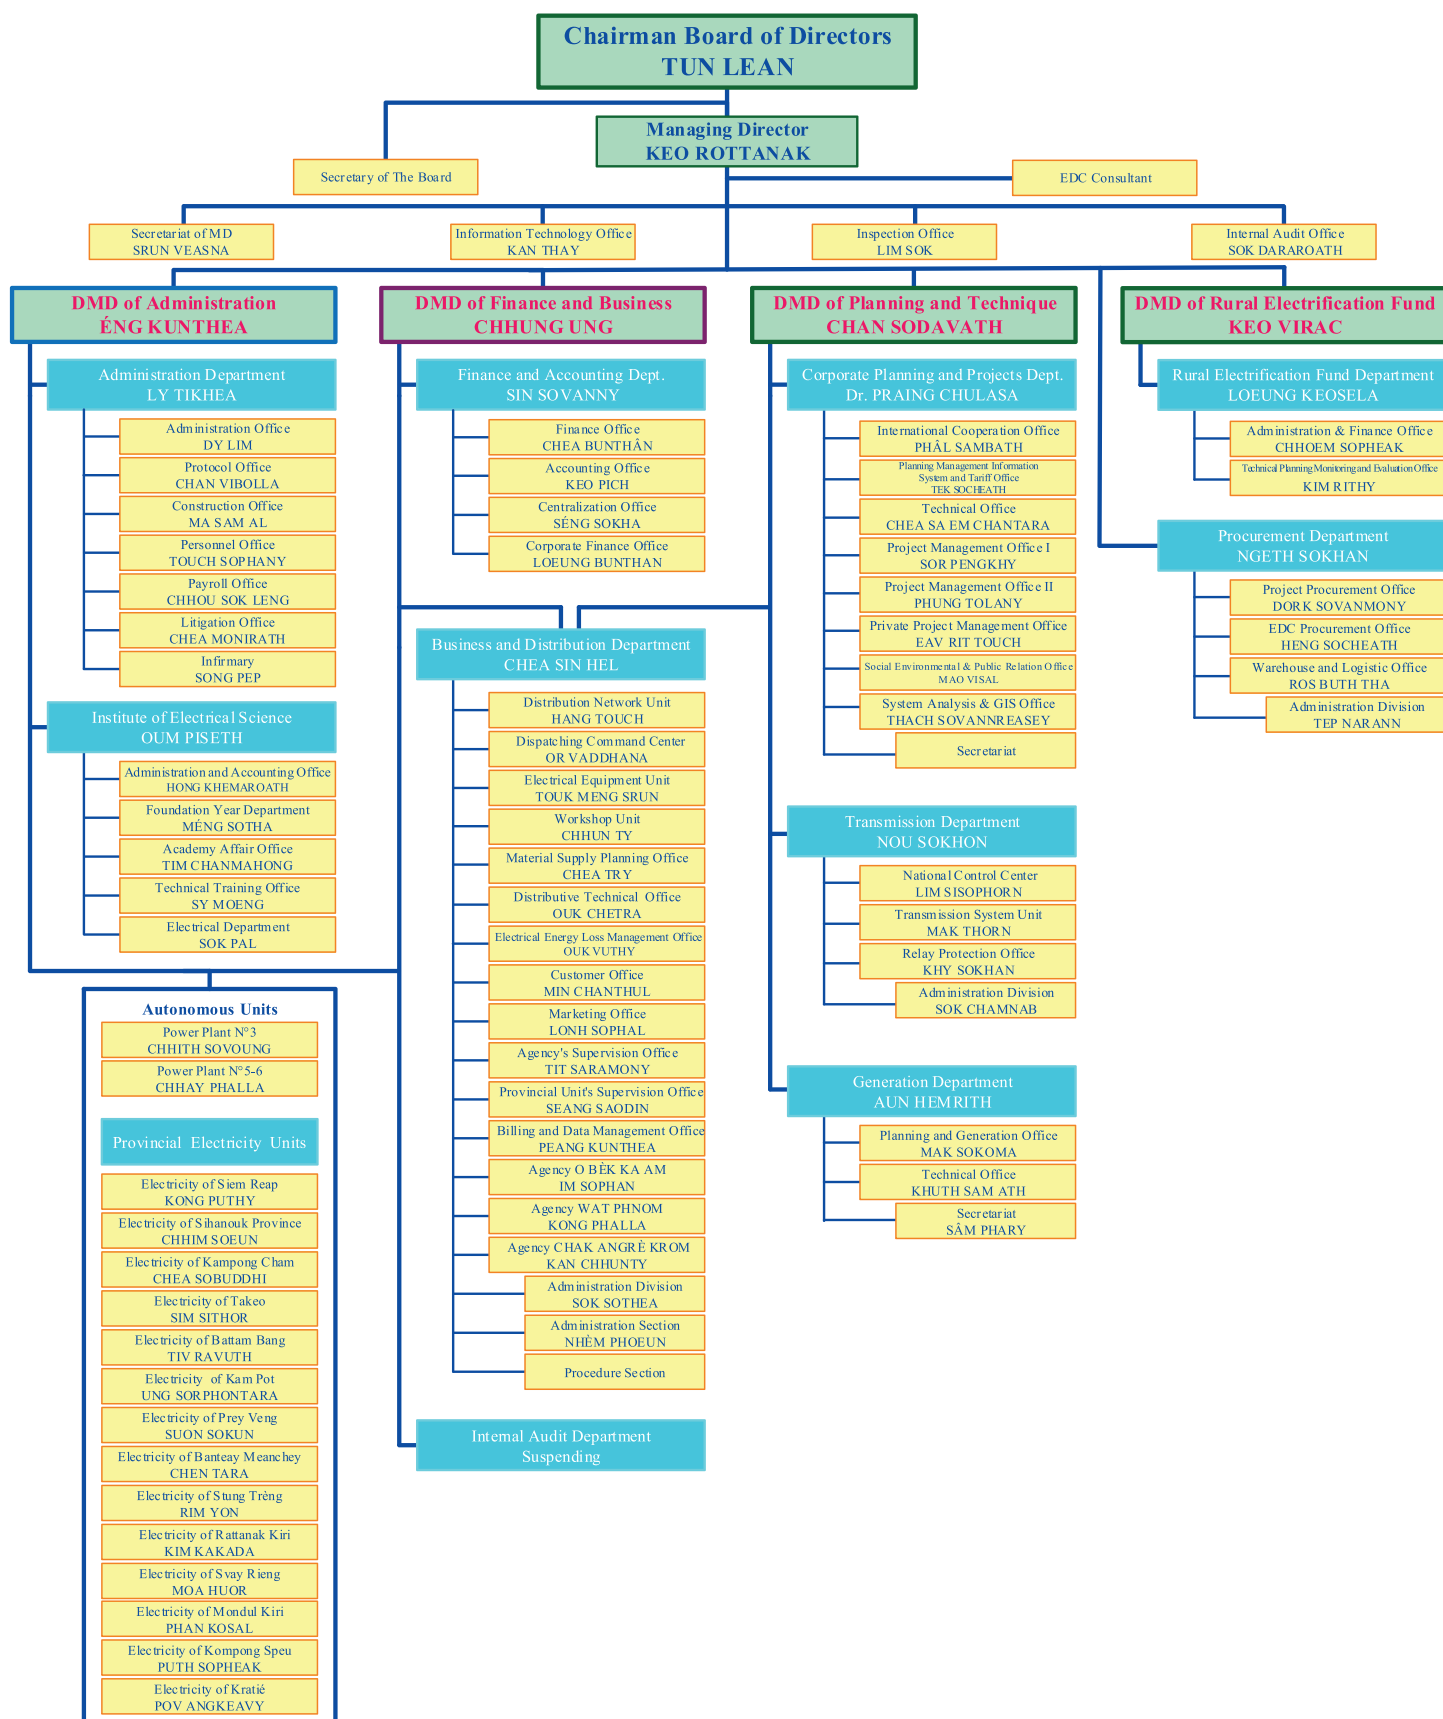 Chairman Board of Directors
TUN LEAN
Managing Director
KEO ROTTANAK
Secretary of The Board
EDC Consultant
Secretariat of MD
SRUN VEASNA
Information Technology Office
KAN THAY
Inspection Office
LIM SOK
Internal Audit Office
SOK DARAROATH
DMD of Administration
ÉNG KUNTHEA
Administration Department
LY TIKHEA
Administration Office
DY LIM
Protocol Office
CHAN VIBOLLA
Construction Office
MA SAM AL
Personnel Office
TOUCH SOPHANY
Payroll Office
CHHOU SOK LENG
Litigation Office
CHEA MONIRATH
Infirmary
SONG PEP
Institute of Electrical Science
OUM PISETH
Administration and Accounting Office
HONG KHEMAROATH
Foundation Year Department
MÉNG SOTHA
Academy Affair Office
TIM CHANMAHONG
Technical Training Office
SY MOENG
Electrical Department
SOK PAL
Autonomous Units
Power Plant N°3
CHHITH SOVOUNG
Power Plant N°5-6
CHHAY PHALLA
Provincial Electricity Units
Electricity of Siem Reap
KONG PUTHY
Electricity of Sihanouk Province
CHHIM SOEUN
Electricity of Kampong Cham
CHEA SOBUDDHI
Electricity of Takeo
SIM SITHOR
Electricity of Battam Bang
TIV RAVUTH
Electricity of Kam Pot
UNG SORPHONTARA
Electricity of Prey Veng
SUON SOKUN
Electricity of Banteay Meanchey
CHEN TARA
Electricity of Stung Trèng
RIM YON
Electricity of Rattanak Kiri
KIM KAKADA
Electricity of Svay Rieng
MOA HUOR
Electricity of Mondul Kiri
PHAN KOSAL
Electricity of Kompong Speu
PUTH SOPHEAK
Electricity of Kratié
POV ANGKEAVY
DMD of Finance and Business
CHHUNG UNG
Finance and Accounting Dept.
SIN SOVANNY
Finance Office
CHEA BUNTHÂN
Accounting Office
KEO PICH
Centralization Office
SÉNG SOKHA
Corporate Finance Office
LOEUNG BUNTHAN
Business and Distribution Department
CHEA SIN HEL
Distribution Network Unit
HANG TOUCH
Dispatching Command Center
OR VADDHANA
Electrical Equipment Unit
TOUK MENG SRUN
Workshop Unit
CHHUN TY
Material Supply Planning Office
CHEA TRY
Distributive Technical Office
OUK CHETRA
Electrical Energy Loss Management Office
OUK VUTHY
Customer Office
MIN CHANTHUL
Marketing Office
LONH SOPHAL
Agency's Supervision Office
TIT SARAMONY
Provincial Unit's Supervision Office
SEANG SAODIN
Billing and Data Management Office
PEANG KUNTHEA
Agency O BÈK KA AM
IM SOPHAN
Agency WAT PHNOM
KONG PHALLA
Agency CHAK ANGRÈ KROM
KAN CHHUNTY
Administration Division
SOK SOTHEA
Administration Section
NHÈM PHOEUN
Procedure Section
Internal Audit Department
Suspending
DMD of Planning and Technique
CHAN SODAVATH
Corporate Planning and Projects Dept.
Dr. PRAING CHULASA
International Cooperation Office
PHÂL SAMBATH
Planning Management Information
System and Tariff Office
TEK SOCHEATH
Technical Office
CHEA SA EM CHANTARA
Project Management Office I
SOR PENGKHY
Project Management Office II
PHUNG TOLANY
Private Project Management Office
EAV RIT TOUCH
Social Environmental & Public Relation Office
MAO VISAL
System Analysis & GIS Office
THACH SOVANNREASEY
Secretariat
Transmission Department
NOU SOKHON
National Control Center
LIM SISOPHORN
Transmission System Unit
MAK THORN
Relay Protection Office
KHY SOKHAN
Administration Division
SOK CHAMNAB
Generation Department
AUN HEMRITH
Planning and Generation Office
MAK SOKOMA
Technical Office
KHUTH SAM ATH
Secretariat
SÂM PHARY
DMD of Rural Electrification Fund
KEO VIRAC
Rural Electrification Fund Department
LOEUNG KEOSELA
Administration & Finance Office
CHHOEM SOPHEAK
Technical Planning Monitoring and Evaluation Office
KIM RITHY
Procurement Department
NGETH SOKHAN
Project Procurement Office
DORK SOVANMONY
EDC Procurement Office
HENG SOCHEATH
Warehouse and Logistic Office
ROS BUTH THA
Administration Division
TEP NARANN